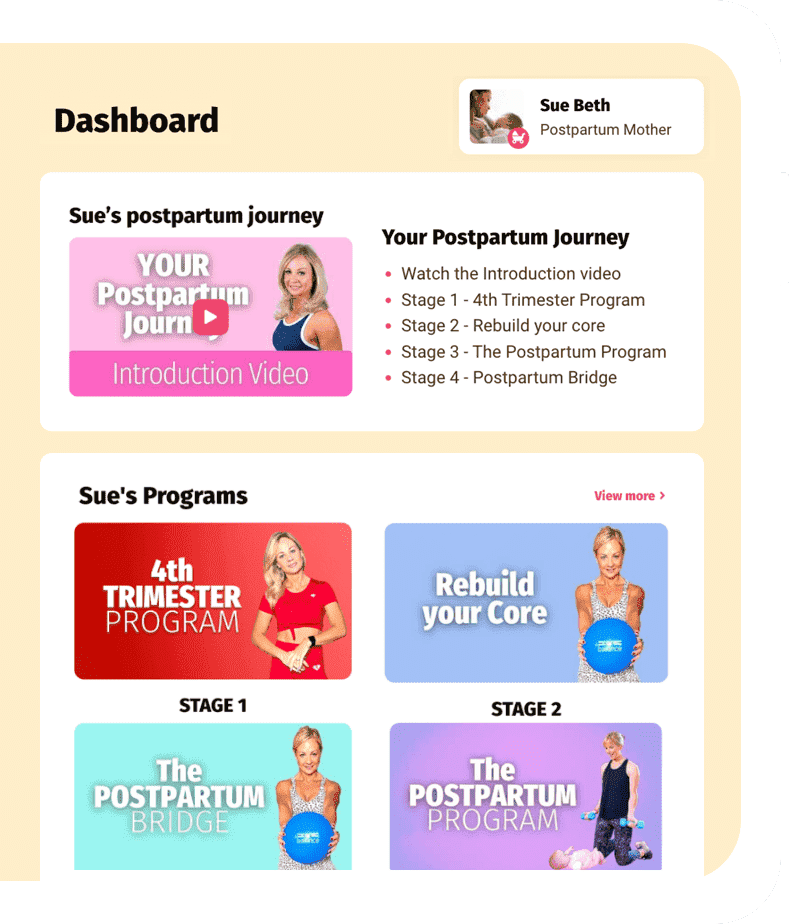 Dashboard
Sue Beth
Postpartum Mother
Sue's postpartum journey
YOUR
Postpartum
Journ
Introduction Video
Your Postpartum Journey
Watch the Introduction video
Stage 1 - 4th Trimester Program
Stage 2 - Rebuild your core
Stage 3 - The Postpartum Program
Stage 4 - Postpartum Bridge
Sue's Programs
View more >
4th
TRIMESTER
PROGRAM
Rebuild
your Core
balance
STAGE 1
STAGE 2
The
POSTPARTUM
BRIDGE
balance
The
POSTPARTUM
PROGRAM